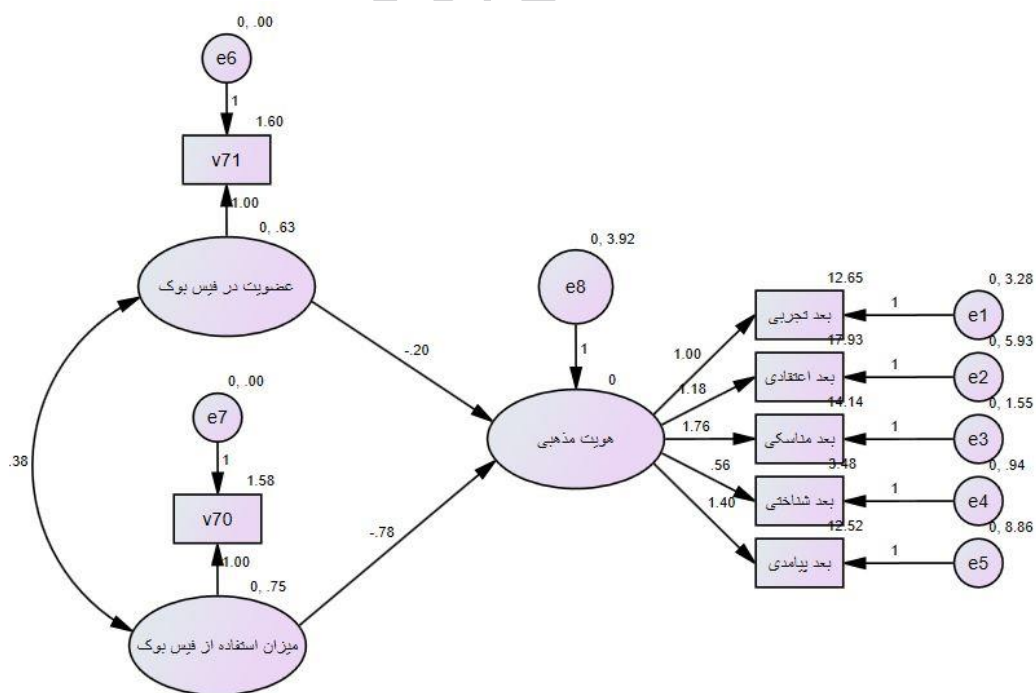 0, .00
e6
1
1.60
v71
1.00
0, .63
عضویت در فیس بوک
.38
-.20
0, .00
e7
1
1.58
v70
1.00
0, .75
میزان استفاده از فیس بوک
-.78
0, 3.92
e8
1
0
هویت مذهبی
1.00
12.65
بعد تجربی
1
0, 3.28
e1
1.18
17.93
بعد اعتقادی
1
0, 5.93
e2
1.76
14.14
بعد مناسکی
1
0, 1.55
e3
.56
3.48
بعد شناختی
1
0, .94
e4
1.40
12.52
بعد پیامدی
1
0, 8.86
e5